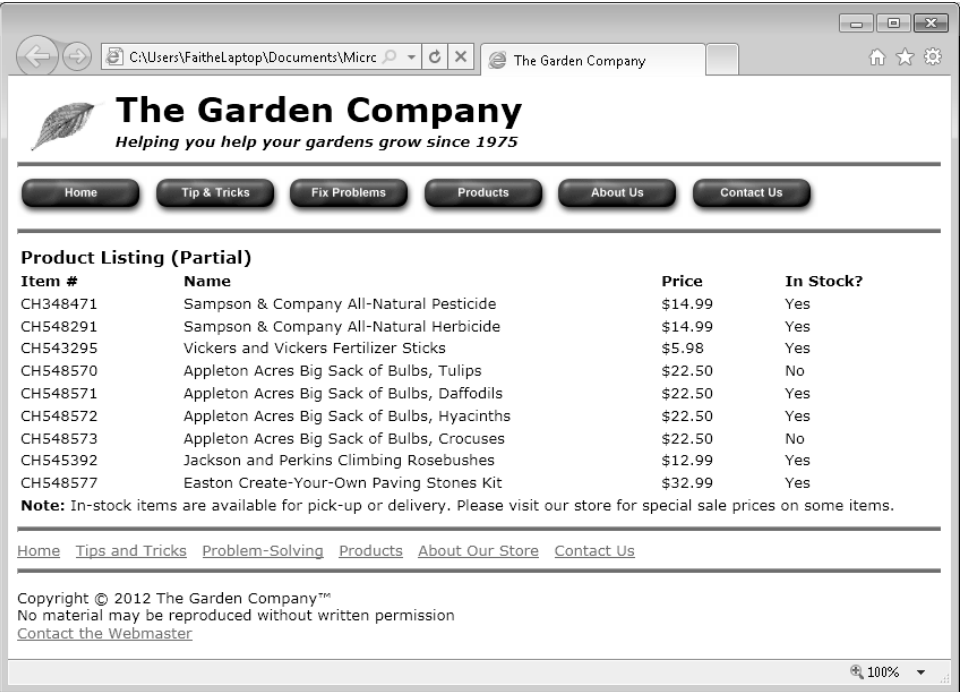 C:\Users\FaitheLaptop\Documents\Micrc
The Garden Company
The Garden Company
Helping you help your gardens grow since 1975
Home Tip & Tricks Fix Problems Products About Us Contact Us
Product Listing (Partial)
Item # Name Price In Stock?
CH348471 Sampson & Company All-Natural Pesticide $14.99 Yes
CH548291 Sampson & Company All-Natural Herbicide $14.99 Yes
CH543295 Vickers and Vickers Fertilizer Sticks $5.98 Yes
CH548570 Appleton Acres Big Sack of Bulbs, Tulips $22.50 No
CH548571 Appleton Acres Big Sack of Bulbs, Daffodils $22.50 Yes
CH548572 Appleton Acres Big Sack of Bulbs, Hyacinths $22.50 Yes
CH548573 Appleton Acres Big Sack of Bulbs, Crocuses $22.50 No
CH545392 Jackson and Perkins Climbing Rosebushes $12.99 Yes
CH548577 Easton Create-Your-Own Paving Stones Kit $32.99 Yes
Note: In-stock items are available for pick-up or delivery. Please visit our store for special sale prices on some items.
Home Tips and Tricks Problem-Solving Products About Our Store Contact Us
Copyright © 2012 The Garden Company™
No material may be reproduced without written permission
Contact the Webmaster
100%